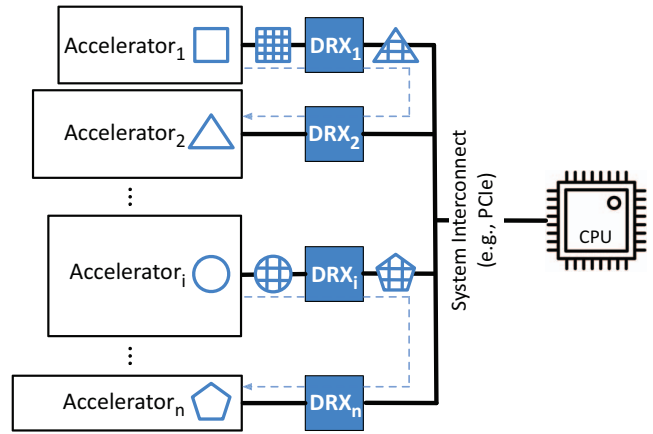 Accelerator₁
DRX₁
Accelerator₂
DRX₂
⋮
Acceleratorᵢ
DRXᵢ
⋮
Acceleratorₙ
DRXₙ
System Interconnect
(e.g., PCIe)
CPU